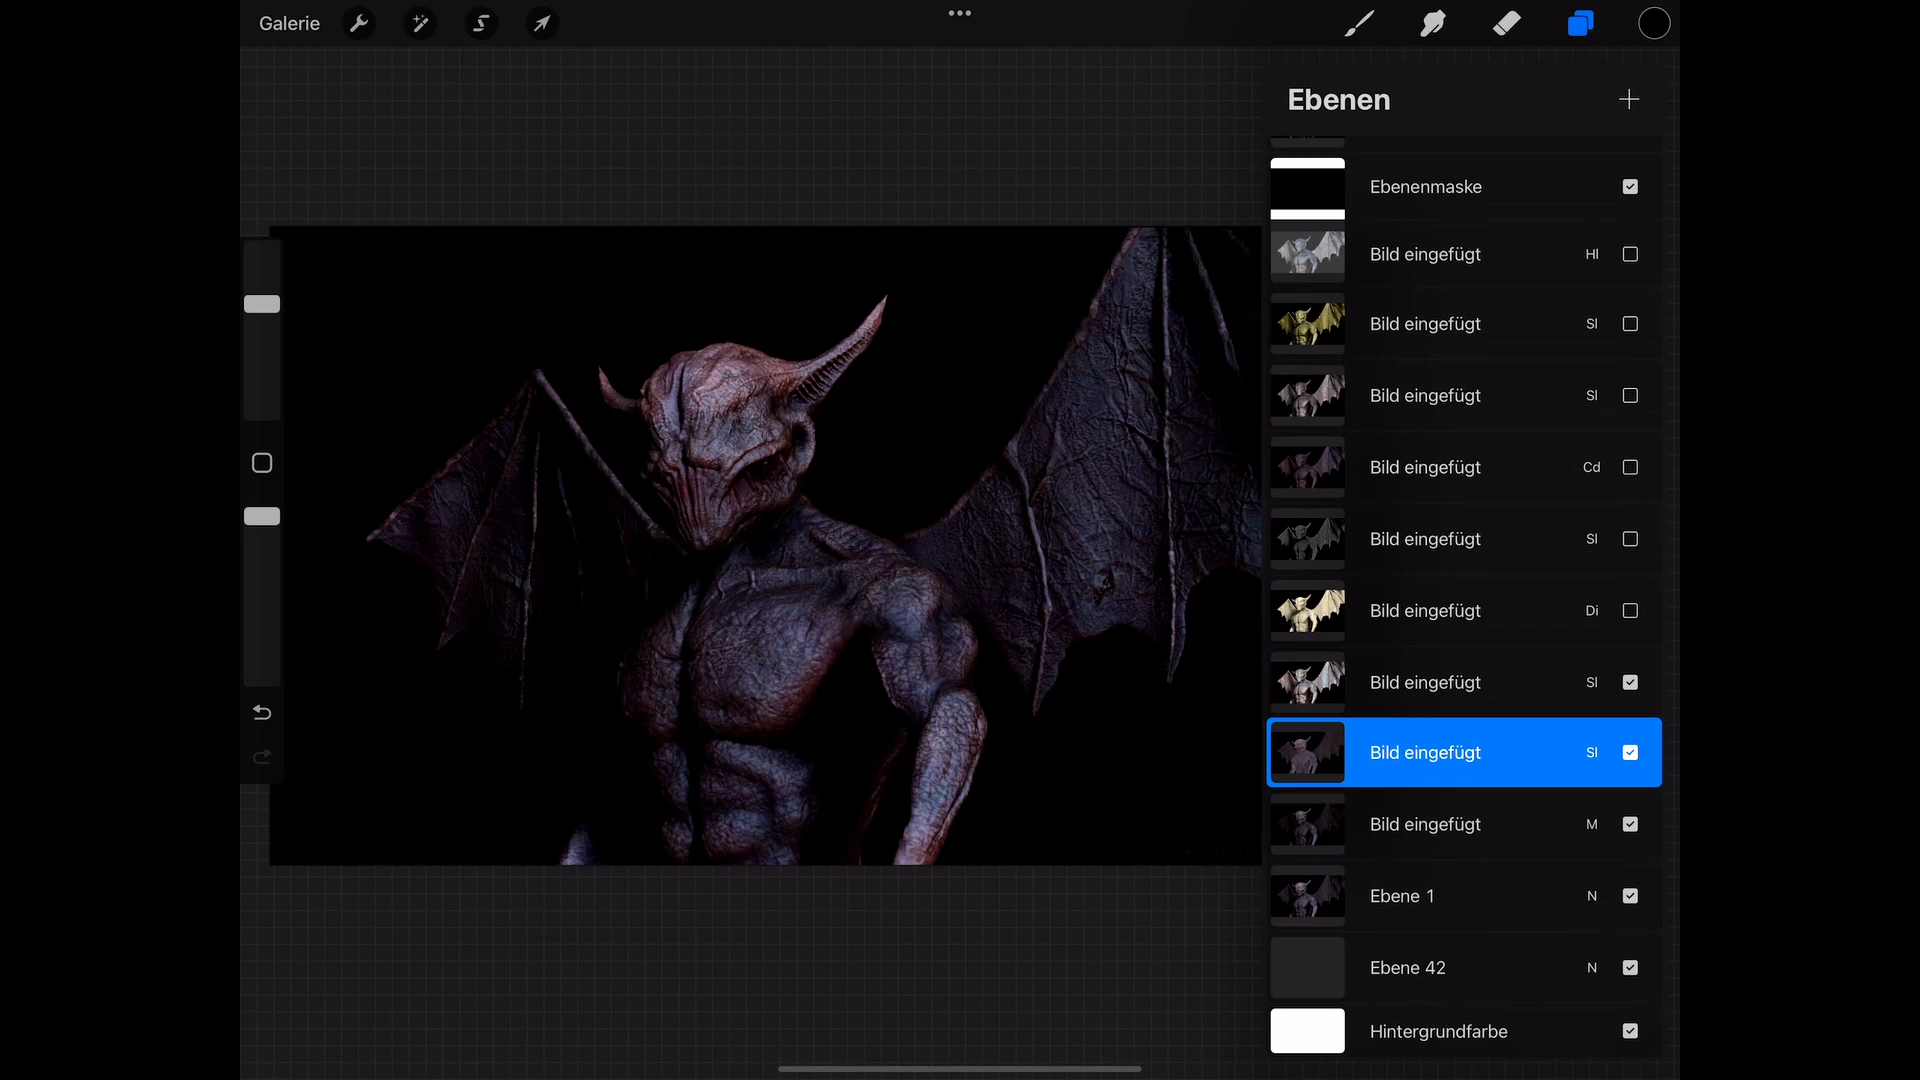 Galerie
Ebenen
Ebenenmaske
Bild eingefügt Hl
Bild eingefügt Sl
Bild eingefügt Sl
Bild eingefügt Cd
Bild eingefügt Sl
Bild eingefügt Di
Bild eingefügt Sl
Bild eingefügt Sl
Bild eingefügt M
Ebene 1 N
Ebene 42 N
Hintergrundfarbe